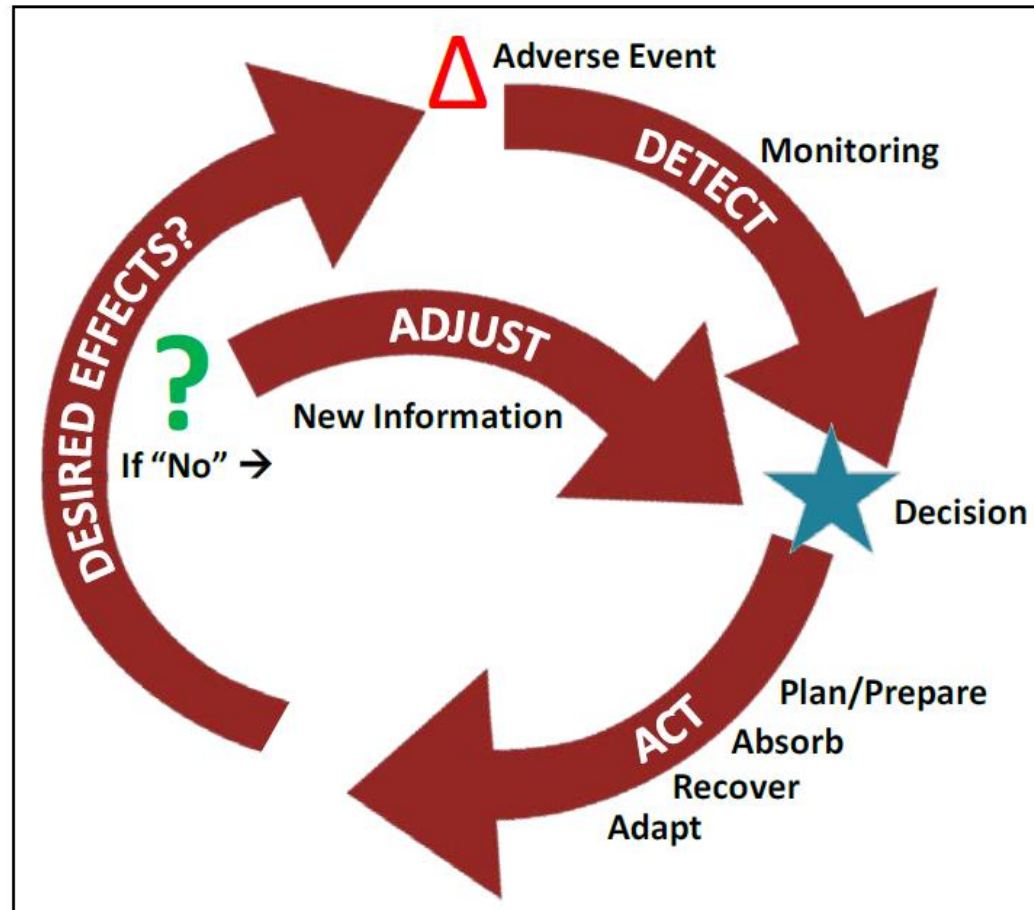 Δ Adverse Event
DETECT
Monitoring
DESIRED EFFECTS?
ADJUST
?
New Information
If “No” →
Decision
ACT
Plan/Prepare
Absorb
Recover
Adapt